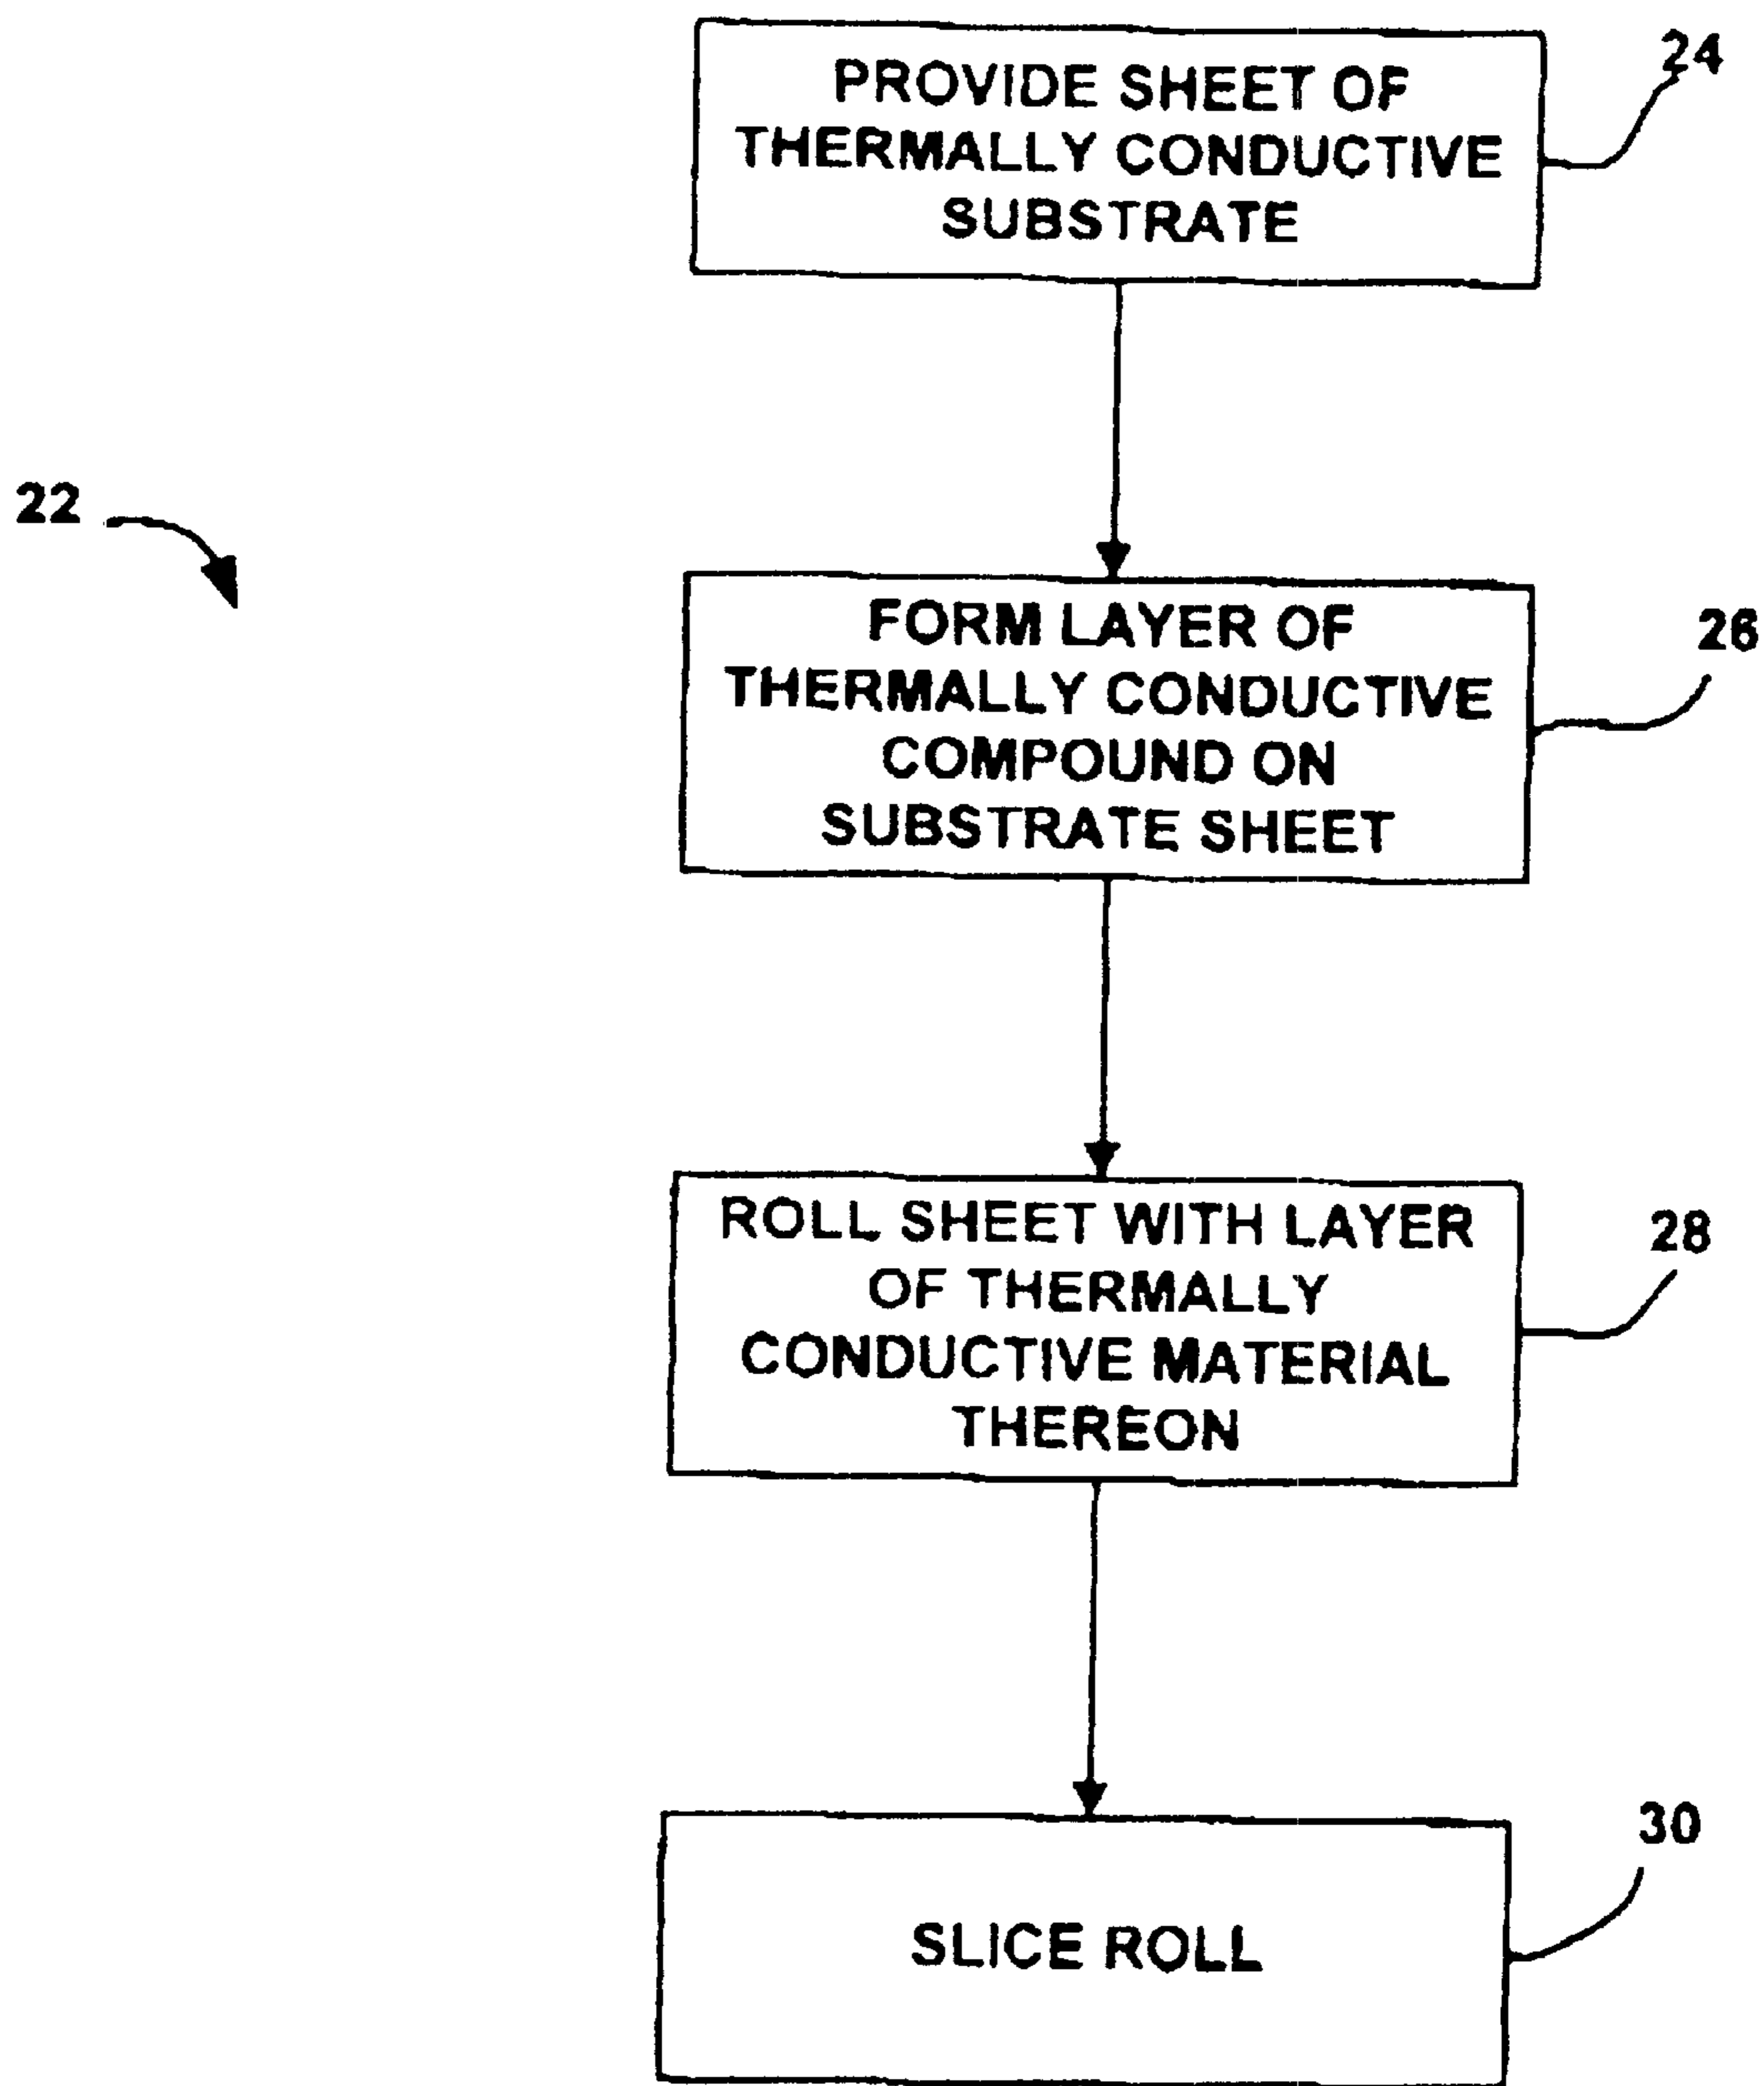 PROVIDE SHEET OF
THERMALLY CONDUCTIVE
SUBSTRATE
24
22
FORM LAYER OF
THERMALLY CONDUCTIVE
COMPOUND ON
SUBSTRATE SHEET
26
ROLL SHEET WITH LAYER
OF THERMALLY
CONDUCTIVE MATERIAL
THEREON
28
SLICE ROLL
30